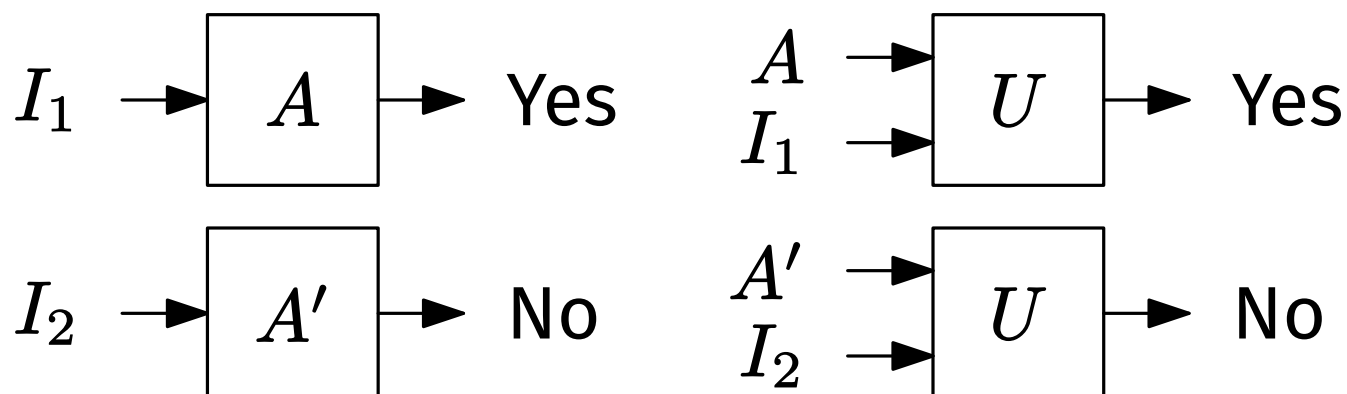 I₁ A Yes
A
I₁ U Yes
I₂ A′ No
A′
I₂ U No